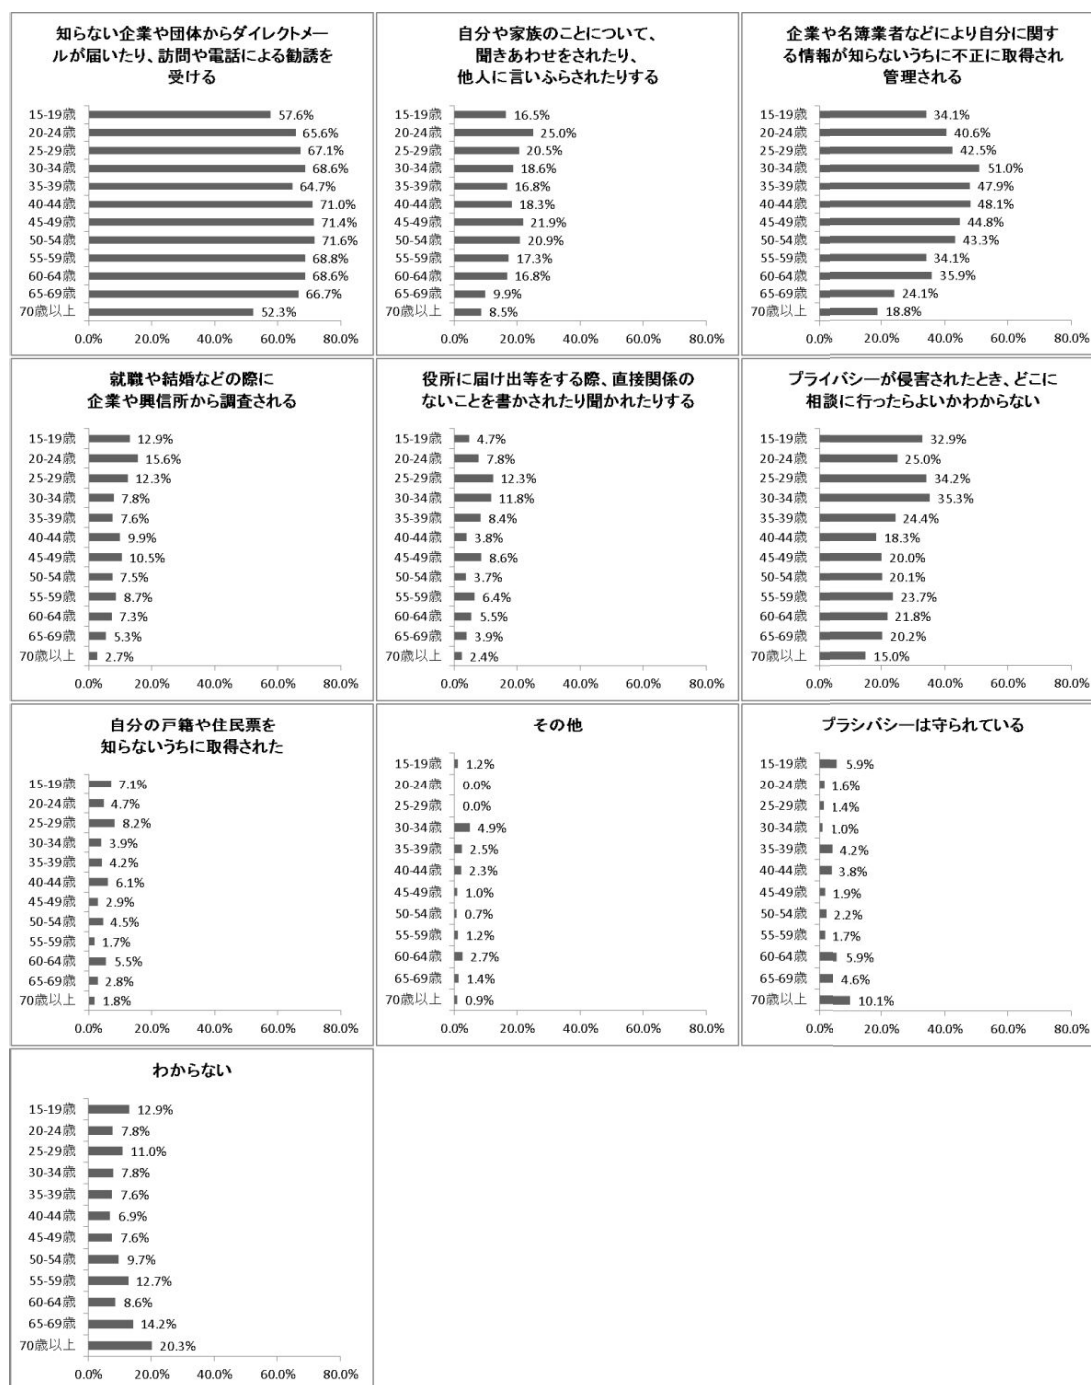 知らない企業や団体からダイレクトメー
ルが届いたり、訪問や電話による勧誘を
受ける
15-19歳 57.6%
20-24歳 65.6%
25-29歳 67.1%
30-34歳 68.6%
35-39歳 64.7%
40-44歳 71.0%
45-49歳 71.4%
50-54歳 71.6%
55-59歳 68.8%
60-64歳 68.6%
65-69歳 66.7%
70歳以上 52.3%
0.0% 20.0% 40.0% 60.0% 80.0%
自分や家族のことについて、
聞きあわせをされたり、
他人に言いふらされたりする
15-19歳 16.5%
20-24歳 25.0%
25-29歳 20.5%
30-34歳 18.6%
35-39歳 16.8%
40-44歳 18.3%
45-49歳 21.9%
50-54歳 20.9%
55-59歳 17.3%
60-64歳 16.8%
65-69歳 9.9%
70歳以上 8.5%
0.0% 20.0% 40.0% 60.0% 80.0%
企業や名簿業者などにより自分に関す
る情報が知らないうちに不正に取得され
管理される
15-19歳 34.1%
20-24歳 40.6%
25-29歳 42.5%
30-34歳 51.0%
35-39歳 47.9%
40-44歳 48.1%
45-49歳 44.8%
50-54歳 43.3%
55-59歳 34.1%
60-64歳 35.9%
65-69歳 24.1%
70歳以上 18.8%
0.0% 20.0% 40.0% 60.0% 80.0%
就職や結婚などの際に
企業や興信所から調査される
15-19歳 12.9%
20-24歳 15.6%
25-29歳 12.3%
30-34歳 7.8%
35-39歳 7.6%
40-44歳 9.9%
45-49歳 10.5%
50-54歳 7.5%
55-59歳 8.7%
60-64歳 7.3%
65-69歳 5.3%
70歳以上 2.7%
0.0% 20.0% 40.0% 60.0% 80.0%
役所に届け出等をする際、直接関係の
ないことを書かされたり聞かれたりする
15-19歳 4.7%
20-24歳 7.8%
25-29歳 12.3%
30-34歳 11.8%
35-39歳 8.4%
40-44歳 3.8%
45-49歳 8.6%
50-54歳 3.7%
55-59歳 6.4%
60-64歳 5.5%
65-69歳 3.9%
70歳以上 2.4%
0.0% 20.0% 40.0% 60.0% 80.0%
プライバシーが侵害されたとき、どこに
相談に行ったらよいかわからない
15-19歳 32.9%
20-24歳 25.0%
25-29歳 34.2%
30-34歳 35.3%
35-39歳 24.4%
40-44歳 18.3%
45-49歳 20.0%
50-54歳 20.1%
55-59歳 23.7%
60-64歳 21.8%
65-69歳 20.2%
70歳以上 15.0%
0.0% 20.0% 40.0% 60.0% 80.0%
自分の戸籍や住民票を
知らないうちに取得された
15-19歳 7.1%
20-24歳 4.7%
25-29歳 8.2%
30-34歳 3.9%
35-39歳 4.2%
40-44歳 6.1%
45-49歳 2.9%
50-54歳 4.5%
55-59歳 1.7%
60-64歳 5.5%
65-69歳 2.8%
70歳以上 1.8%
0.0% 20.0% 40.0% 60.0% 80.0%
その他
15-19歳 1.2%
20-24歳 0.0%
25-29歳 0.0%
30-34歳 4.9%
35-39歳 2.5%
40-44歳 2.3%
45-49歳 1.0%
50-54歳 0.7%
55-59歳 1.2%
60-64歳 2.7%
65-69歳 1.4%
70歳以上 0.9%
0.0% 20.0% 40.0% 60.0% 80.0%
プラシバシーは守られている
15-19歳 5.9%
20-24歳 1.6%
25-29歳 1.4%
30-34歳 1.0%
35-39歳 4.2%
40-44歳 3.8%
45-49歳 1.9%
50-54歳 2.2%
55-59歳 1.7%
60-64歳 5.9%
65-69歳 4.6%
70歳以上 10.1%
0.0% 20.0% 40.0% 60.0% 80.0%
わからない
15-19歳 12.9%
20-24歳 7.8%
25-29歳 11.0%
30-34歳 7.8%
35-39歳 7.6%
40-44歳 6.9%
45-49歳 7.6%
50-54歳 9.7%
55-59歳 12.7%
60-64歳 8.6%
65-69歳 14.2%
70歳以上 20.3%
0.0% 20.0% 40.0% 60.0% 80.0%